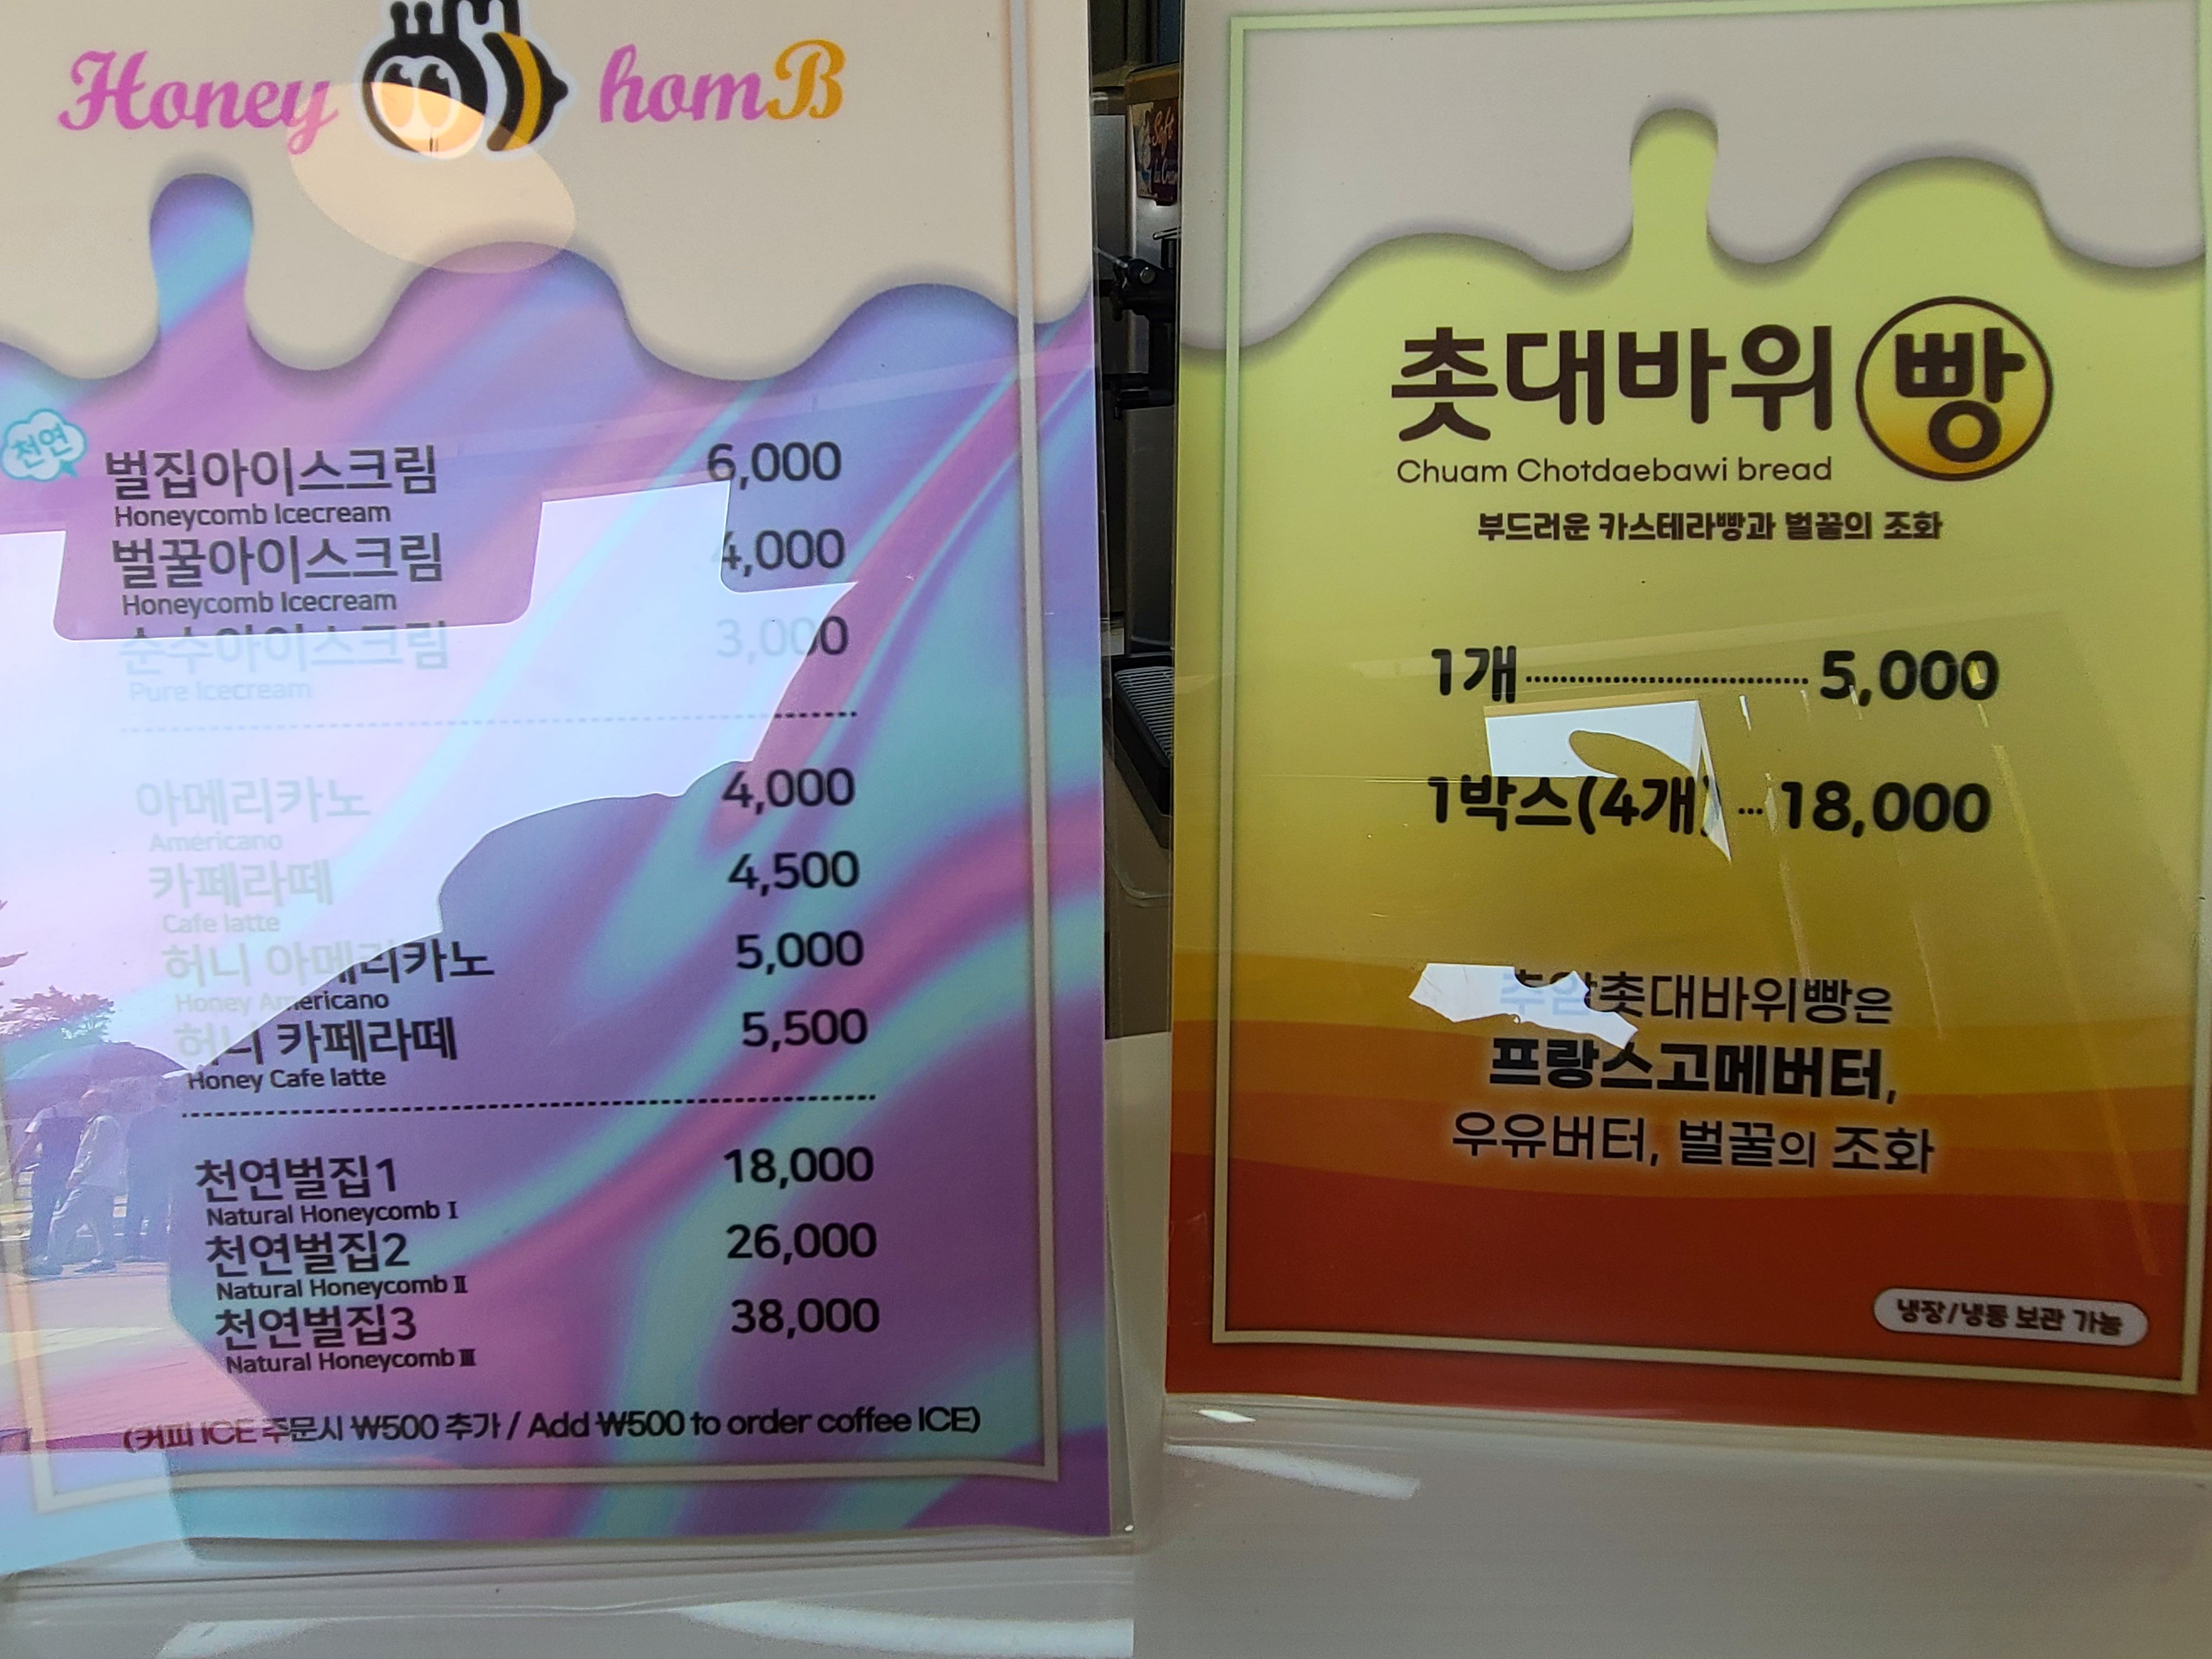 Honey homB
천연
벌집아이스크림 6,000
Honeycomb Icecream
벌꿀아이스크림 4,000
Honeycomb Icecream
순수아이스크림 3,000
Pure Icecream
아메리카노 4,000
Americano
카페라떼 4,500
Cafe latte
허니 아메리카노 5,000
Honey Americano
허니 카페라떼 5,500
Honey Cafe latte
천연벌집1 18,000
Natural Honeycomb Ⅰ
천연벌집2 26,000
Natural Honeycomb Ⅱ
천연벌집3 38,000
Natural Honeycomb Ⅲ
(커피 ICE 주문시 ₩500 추가 / Add ₩500 to order coffee ICE)
Soft
Ice Cream
촛대바위 빵
Chuam Chotdaebawi bread
부드러운 카스테라빵과 벌꿀의 조화
1개 5,000
1박스(4개) 18,000
추암촛대바위빵은
프랑스고메버터,
우유버터, 벌꿀의 조화
냉장/냉동 보관 가능